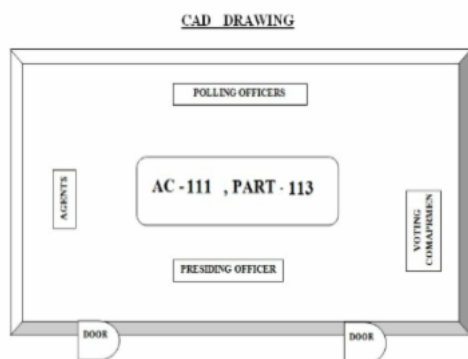 CAD DRAWING
POLLING OFFICERS
AC -111 , PART - 113
AGENTS
VOTING
COMAPRMEN
PRESIDING OFFICER
DOOR
DOOR